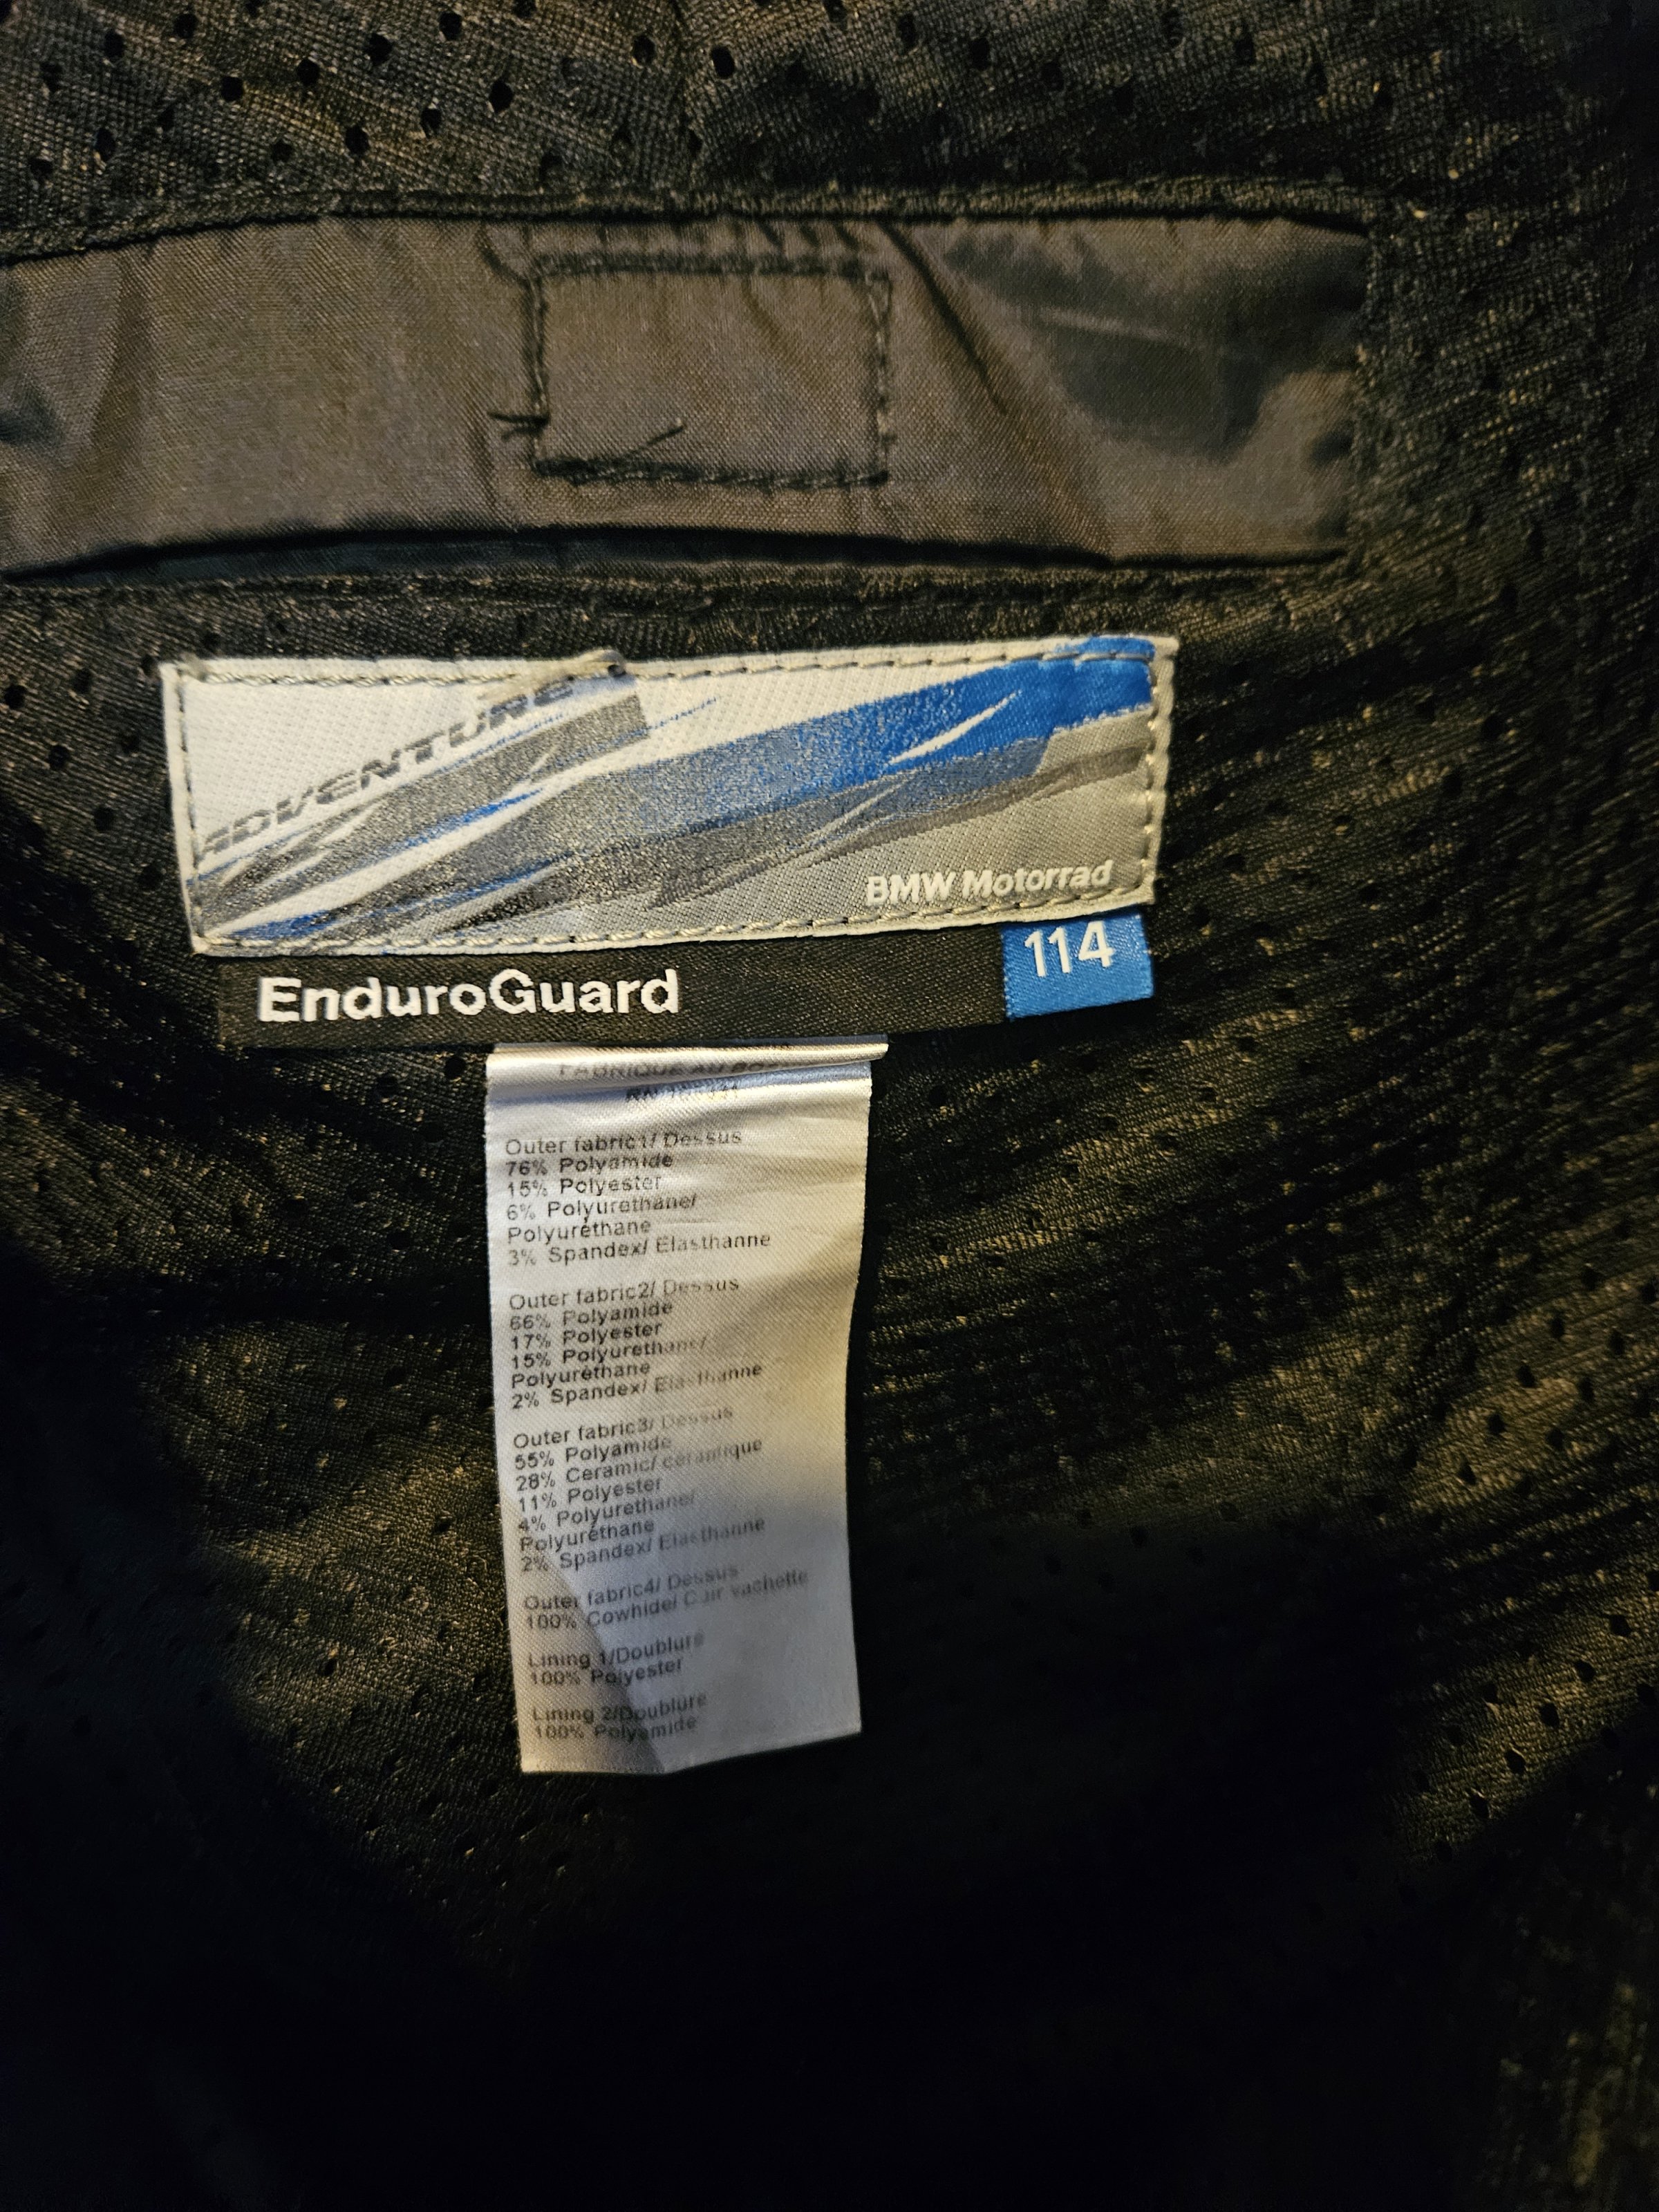 ADVENTURE
BMW Motorrad
114
EnduroGuard
FABRIQUE AU
RN
Outer fabric1/ Dessus
76% Polyamide
15% Polyester
6% Polyurethane/
Polyuréthane
3% Spandex/ Elasthanne
Outer fabric2/ Dessus
66% Polyamide
17% Polyester
15% Polyurethane/
Polyuréthane
2% Spandex/ Elasthanne
Outer fabric3/ Dessus
55% Polyamide
28% Ceramic/ céramique
11% Polyester
4% Polyurethane/
Polyuréthane
2% Spandex/ Elasthanne
Outer fabric4/ Dessus
100% Cowhide/ Cuir vachette
Lining 1/Doublure
100% Polyester
Lining 2/Doublure
100% Polyamide